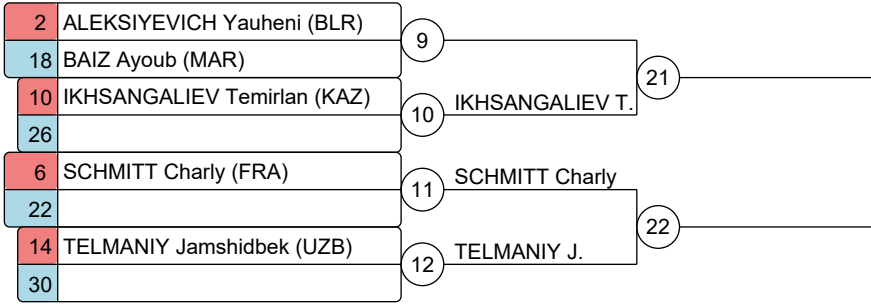 2 ALEKSIYEVICH Yauheni (BLR)
9
18 BAIZ Ayoub (MAR)
21
10 IKHSANGALIEV Temirlan (KAZ)
10 IKHSANGALIEV T.
26
6 SCHMITT Charly (FRA)
11 SCHMITT Charly
22
22
14 TELMANIY Jamshidbek (UZB)
12 TELMANIY J.
30